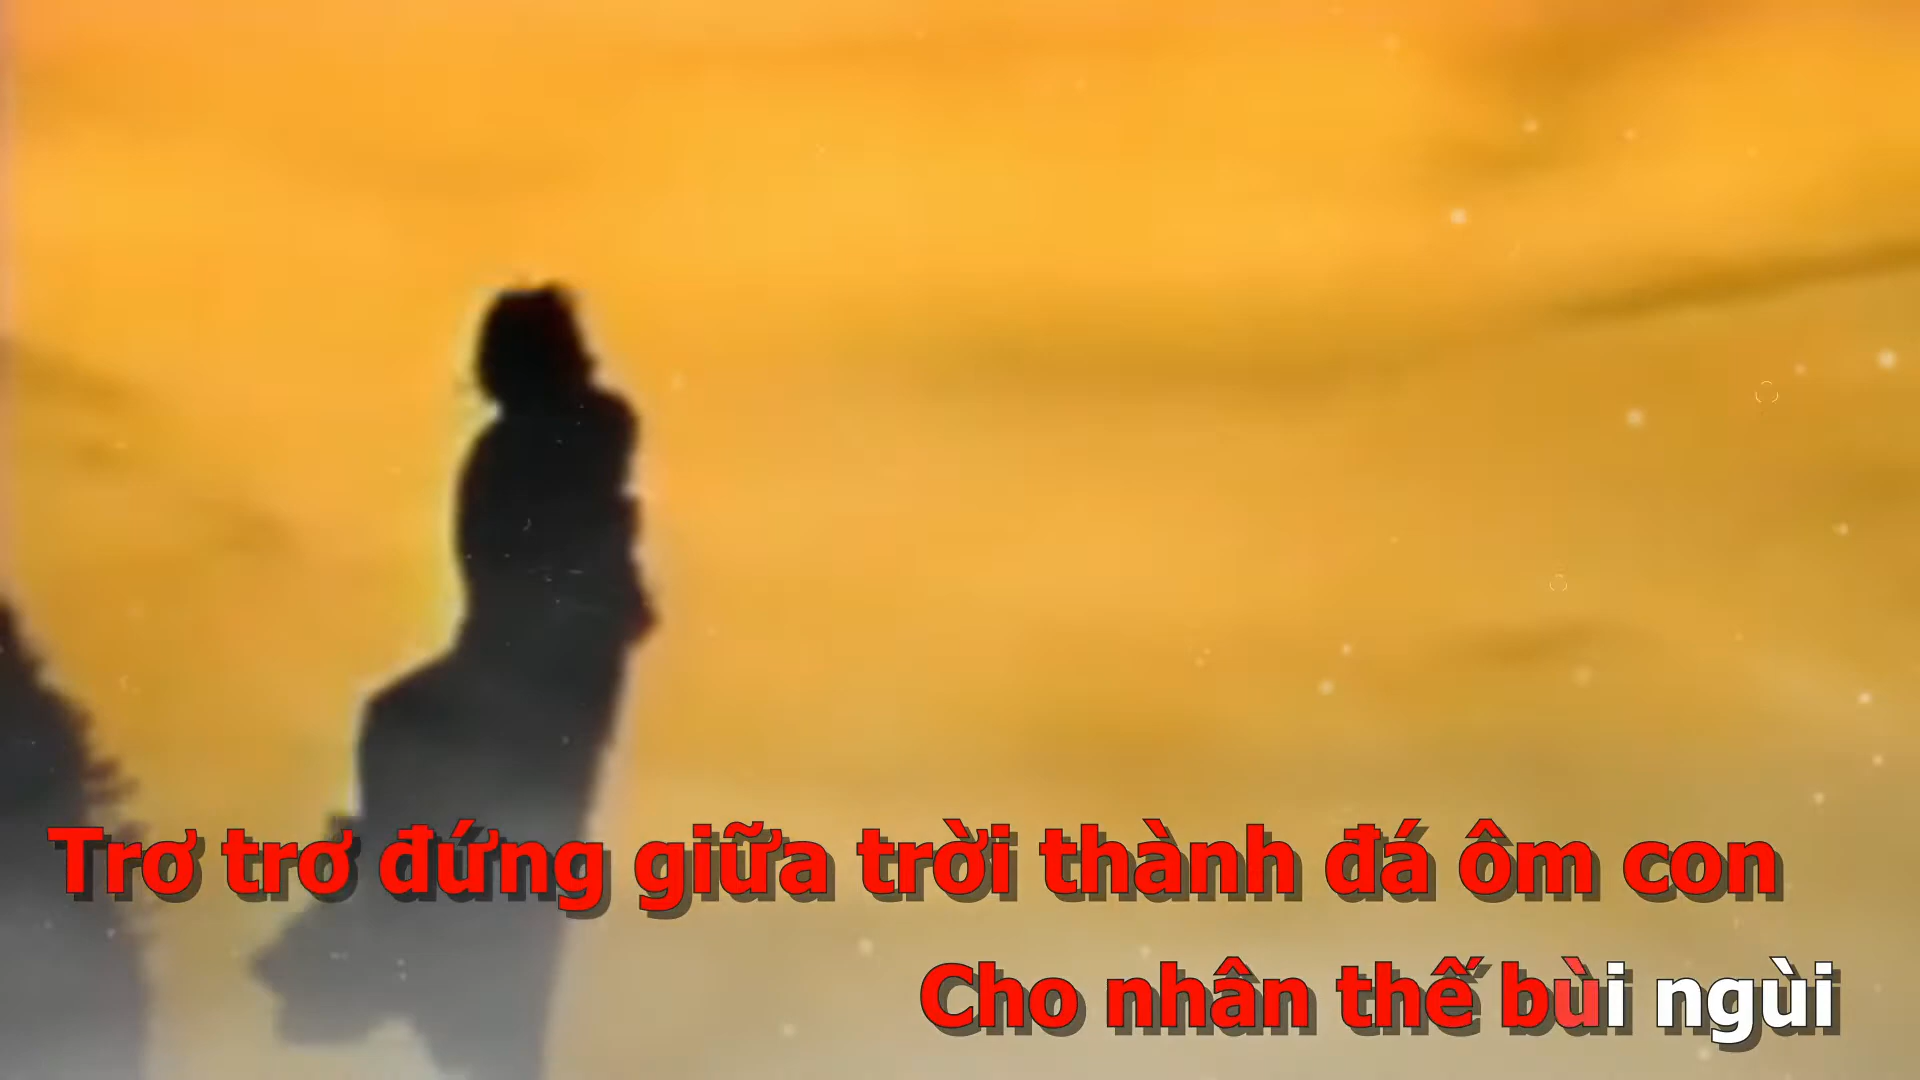 Trơ trơ đứng giữa trời thành đá ôm con
Cho nhân thế bùi ngùi